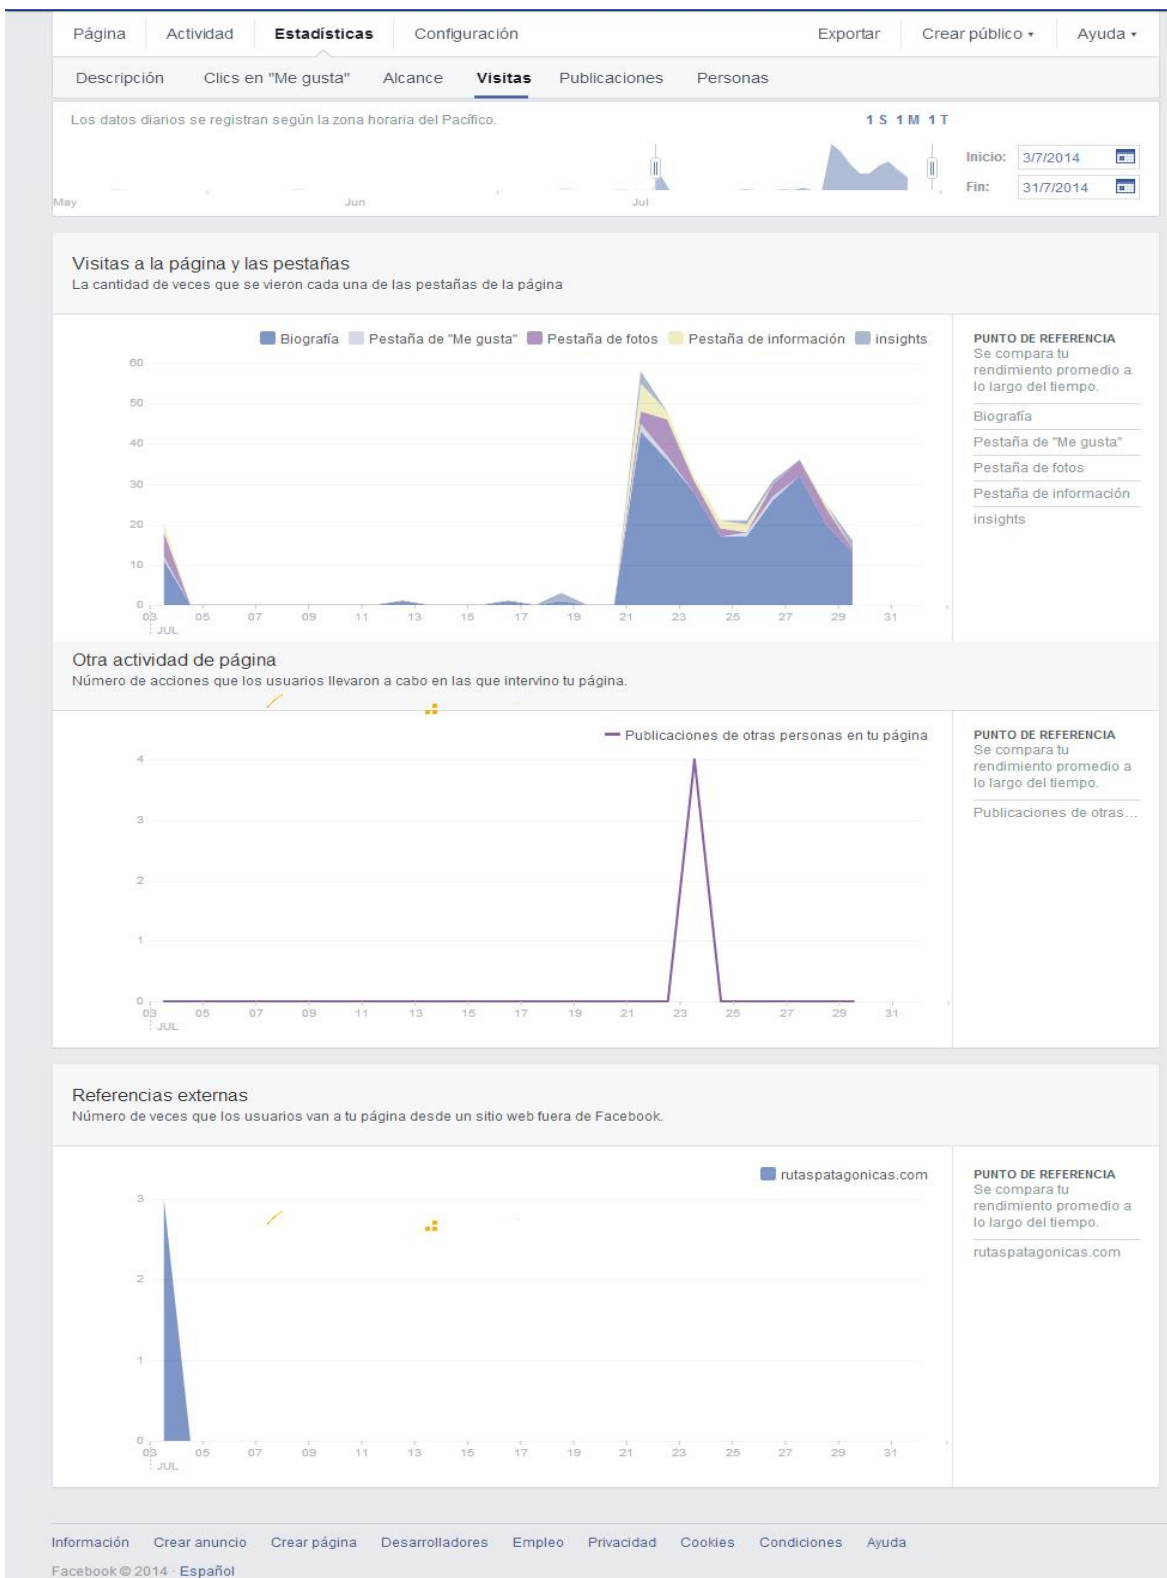 Página Actividad Estadísticas Configuración Exportar Crear público Ayuda
Descripción Clics en "Me gusta" Alcance Visitas Publicaciones Personas
Los datos diarios se registran según la zona horaria del Pacífico.
1 S 1 M 1 T
Inicio: 3/7/2014
Fin: 31/7/2014
May Jun Jul
Visitas a la página y las pestañas
La cantidad de veces que se vieron cada una de las pestañas de la página
Biografía Pestaña de "Me gusta" Pestaña de fotos Pestaña de información insights
60
50
40
30
20
10
0
03 05 07 09 11 13 15 17 19 21 23 25 27 29 31
JUL
PUNTO DE REFERENCIA
Se compara tu
rendimiento promedio a
lo largo del tiempo.
Biografía
Pestaña de "Me gusta"
Pestaña de fotos
Pestaña de información
insights
Otra actividad de página
Número de acciones que los usuarios llevaron a cabo en las que intervino tu página.
Publicaciones de otras personas en tu página
4
3
2
1
0
03 05 07 09 11 13 15 17 19 21 23 25 27 29 31
JUL
PUNTO DE REFERENCIA
Se compara tu
rendimiento promedio a
lo largo del tiempo.
Publicaciones de otras...
Referencias externas
Número de veces que los usuarios van a tu página desde un sitio web fuera de Facebook.
rutaspatagonicas.com
3
2
1
0
03 05 07 09 11 13 15 17 19 21 23 25 27 29 31
JUL
PUNTO DE REFERENCIA
Se compara tu
rendimiento promedio a
lo largo del tiempo.
rutaspatagonicas.com
Información Crear anuncio Crear página Desarrolladores Empleo Privacidad Cookies Condiciones Ayuda
Facebook © 2014 · Español